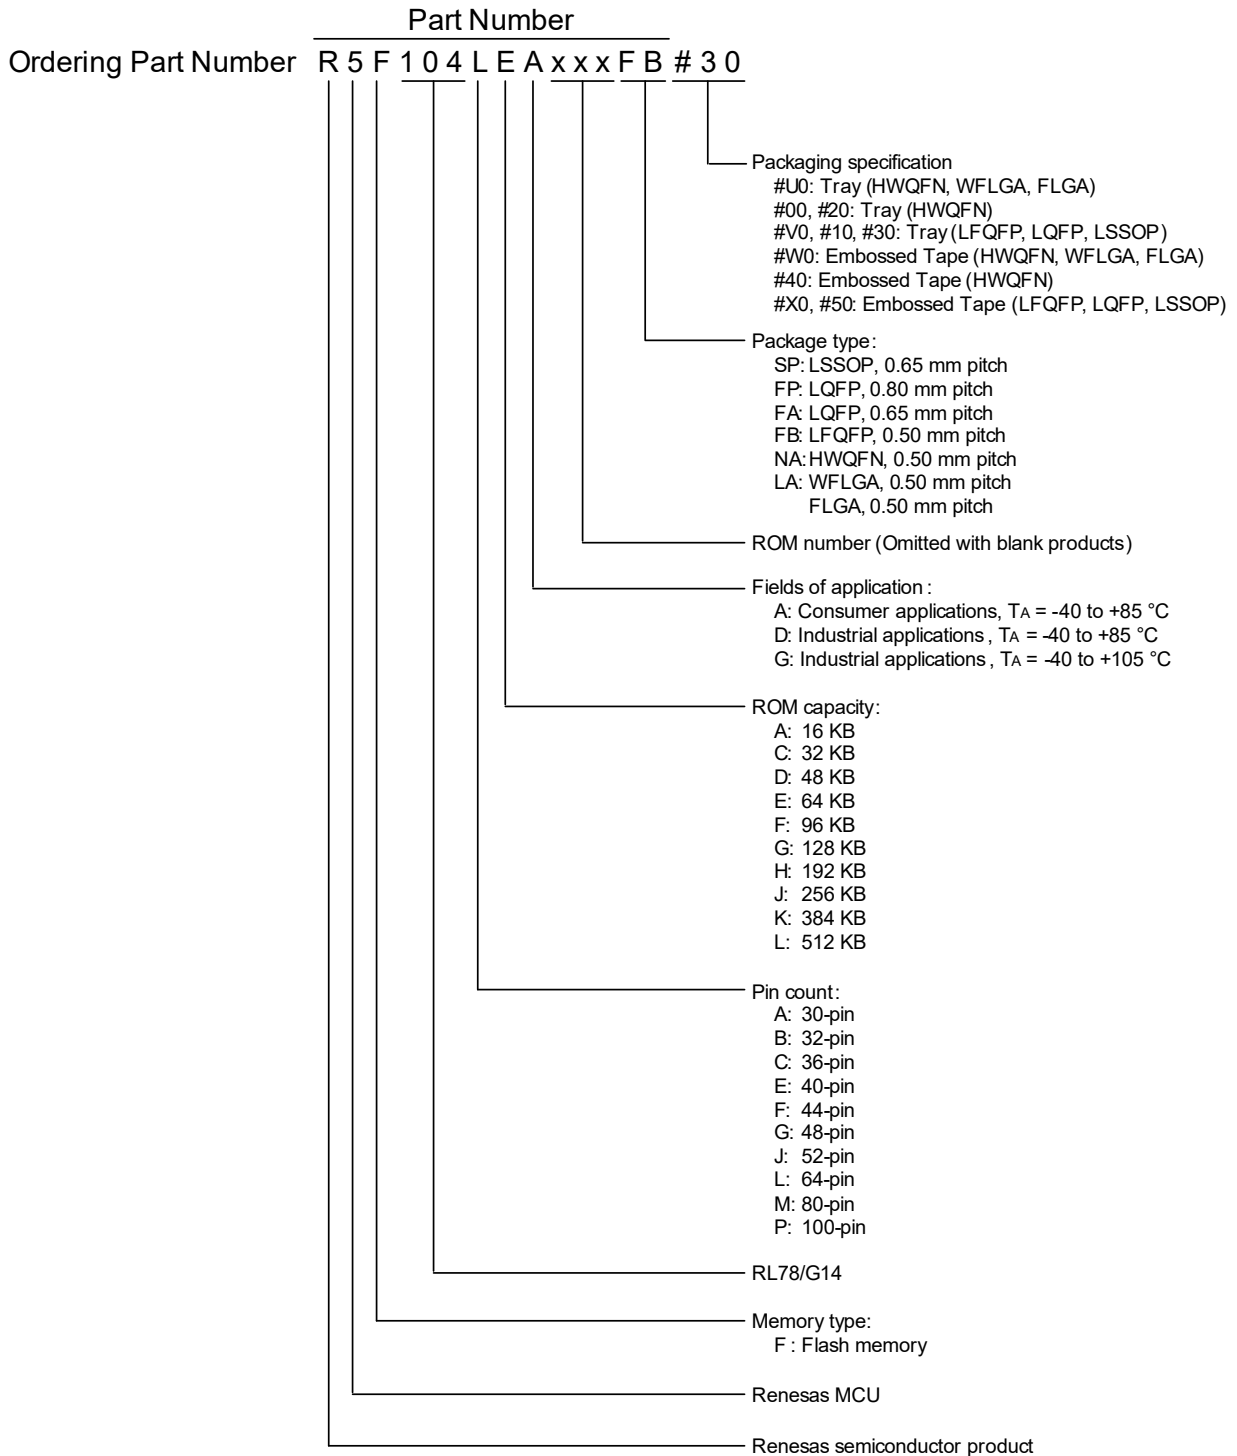 Part Number
Ordering Part Number R 5 F 1 0 4 L E A x x x F B # 3 0
Packaging specification
#U0: Tray (HWQFN, WFLGA, FLGA)
#00, #20: Tray (HWQFN)
#V0, #10, #30: Tray (LFQFP, LQFP, LSSOP)
#W0: Embossed Tape (HWQFN, WFLGA, FLGA)
#40: Embossed Tape (HWQFN)
#X0, #50: Embossed Tape (LFQFP, LQFP, LSSOP)
Package type:
SP: LSSOP, 0.65 mm pitch
FP: LQFP, 0.80 mm pitch
FA: LQFP, 0.65 mm pitch
FB: LFQFP, 0.50 mm pitch
NA: HWQFN, 0.50 mm pitch
LA: WFLGA, 0.50 mm pitch
FLGA, 0.50 mm pitch
ROM number (Omitted with blank products)
Fields of application :
A: Consumer applications, TA = -40 to +85 °C
D: Industrial applications , TA = -40 to +85 °C
G: Industrial applications , TA = -40 to +105 °C
ROM capacity:
A: 16 KB
C: 32 KB
D: 48 KB
E: 64 KB
F: 96 KB
G: 128 KB
H: 192 KB
J: 256 KB
K: 384 KB
L: 512 KB
Pin count:
A: 30-pin
B: 32-pin
C: 36-pin
E: 40-pin
F: 44-pin
G: 48-pin
J: 52-pin
L: 64-pin
M: 80-pin
P: 100-pin
RL78/G14
Memory type:
F : Flash memory
Renesas MCU
Renesas semiconductor product